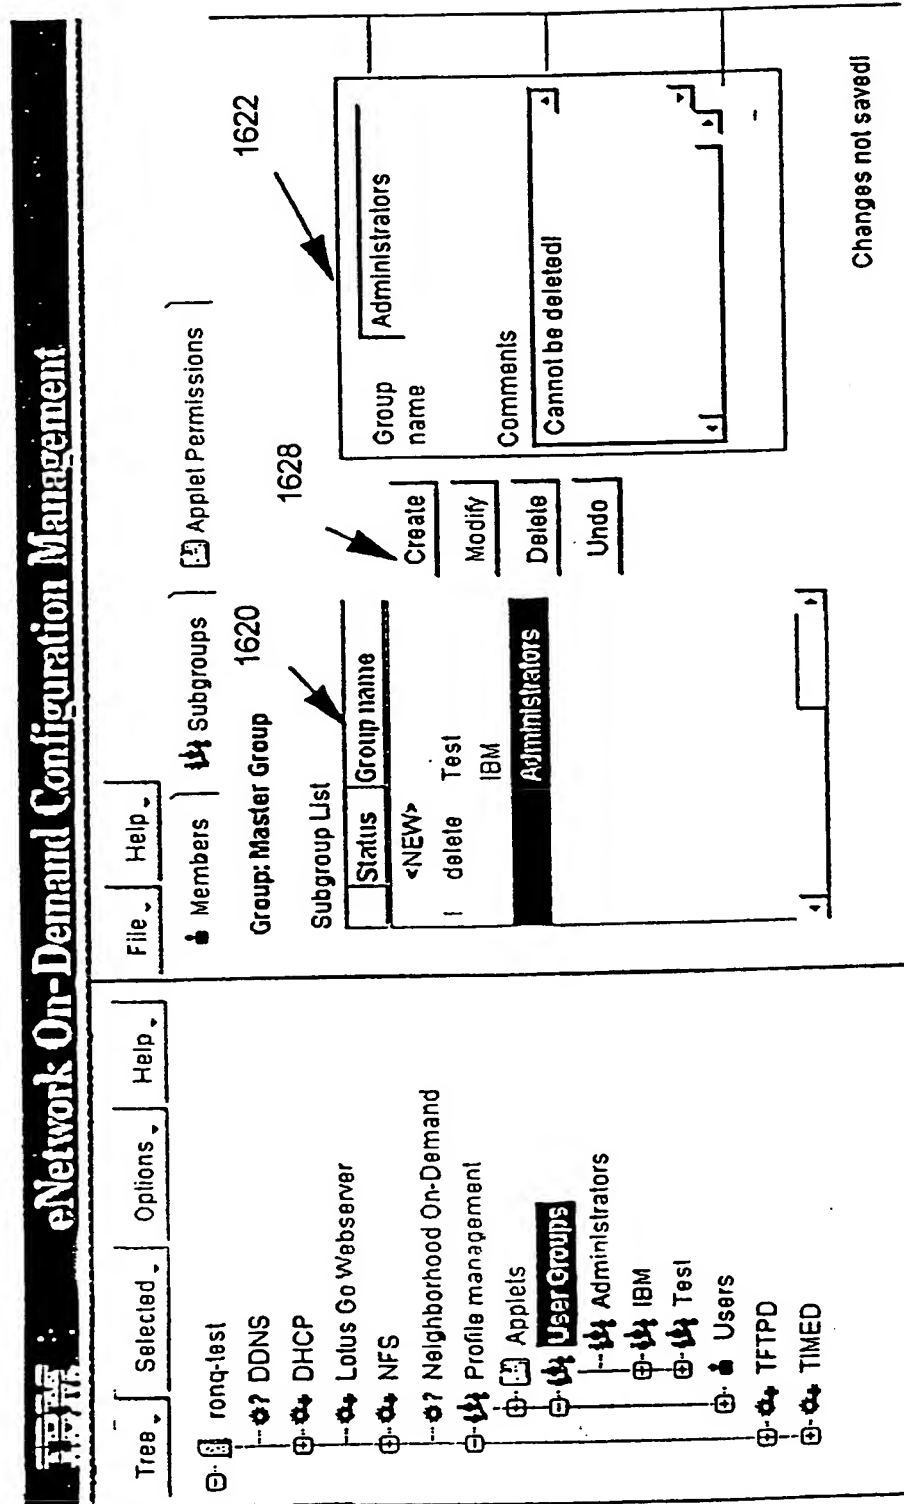 IBM eNetwork On-Demand Configuration Management
Tree Selected Options Help
ronq-test
? DDNS
DHCP
Lotus Go Webserver
NFS
? Neighborhood On-Demand
Profile management
Applets
User Groups
Administrators
IBM
Test
Users
TFTPD
TIMED
File Help
Members Subgroups Applet Permissions
Group: Master Group
Subgroup List
1620
Status Group name
<NEW>
! delete Test
IBM
Administrators
1628
Create
Modify
Delete
Undo
1622
Group name
Administrators
Comments
Cannot be deleted!
Changes not saved!